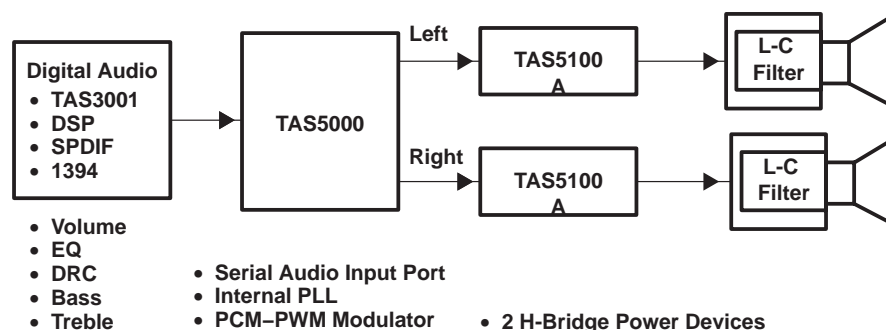 Digital Audio
• TAS3001
• DSP
• SPDIF
• 1394
TAS5000
Left
Right
TAS5100
A
TAS5100
A
L-C
Filter
L-C
Filter
• Volume
• EQ
• DRC
• Bass
• Treble
• Serial Audio Input Port
• Internal PLL
• PCM–PWM Modulator
• 2 H-Bridge Power Devices